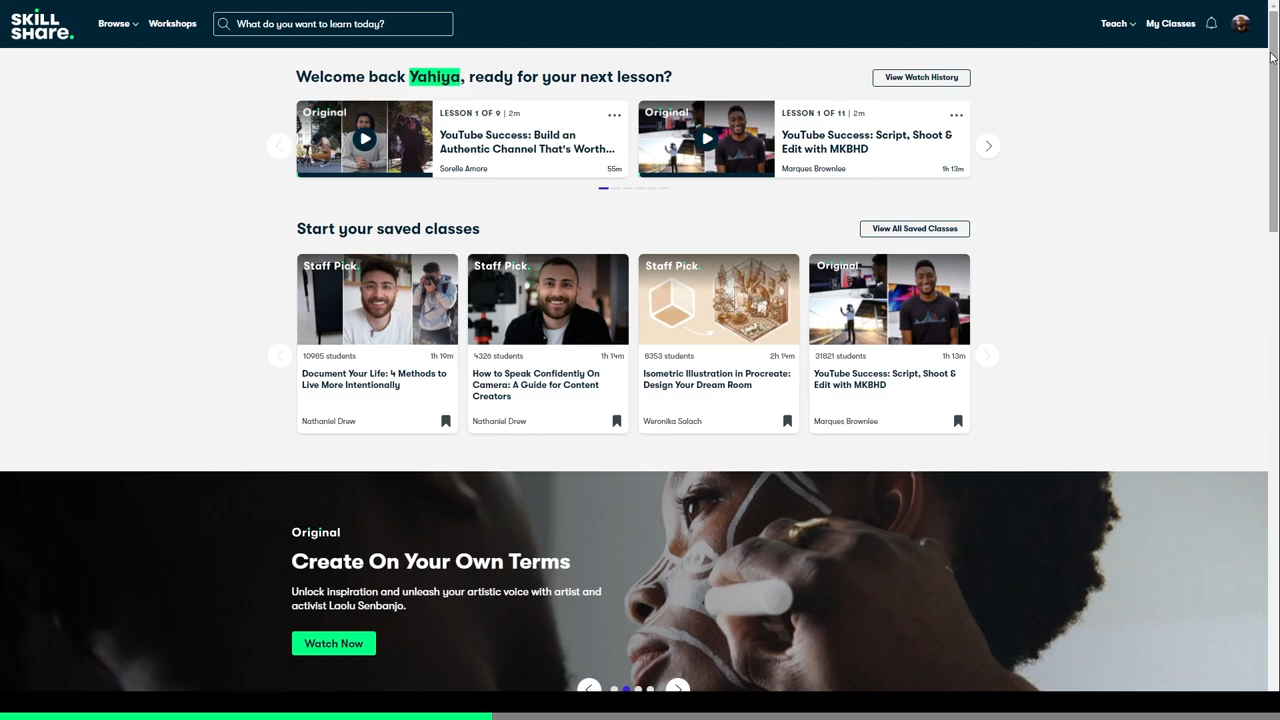 SKILL
SHARE.
Browse
Workshops
What do you want to learn today?
Teach
My Classes
Welcome back Yahiya, ready for your next lesson?
View Watch History
Original
LESSON 1 OF 9 | 2m
YouTube Success: Build an
Authentic Channel That's Worth...
Sorelle Amore
55m
Original
LESSON 1 OF 11 | 2m
YouTube Success: Script, Shoot &
Edit with MKBHD
Marques Brownlee
1h 13m
Start your saved classes
View All Saved Classes
Staff Pick.
10985 students
1h 19m
Document Your Life: 4 Methods to
Live More Intentionally
Nathaniel Drew
Staff Pick.
4326 students
1h 14m
How to Speak Confidently On
Camera: A Guide for Content
Creators
Nathaniel Drew
Staff Pick.
8353 students
2h 14m
Isometric Illustration in Procreate:
Design Your Dream Room
Weronika Salach
Original
31821 students
1h 13m
YouTube Success: Script, Shoot &
Edit with MKBHD
Marques Brownlee
Original
Create On Your Own Terms
Unlock inspiration and unleash your artistic voice with artist and
activist Laolu Senbanjo.
Watch Now